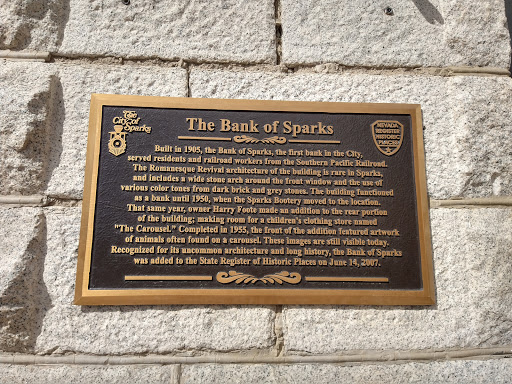 The
City of
Sparks
The Bank of Sparks
NEVADA
REGISTER
HISTORIC
PLACES
Built in 1905, the Bank of Sparks, the first bank in the City,
served residents and railroad workers from the Southern Pacific Railroad.
The Romanesque Revival architecture of the building is rare in Sparks,
and includes a wide stone arch around the front window and the use of
various color tones from dark brick and grey stones. The building functioned
as a bank until 1950, when the Sparks Bootery moved to the location.
That same year, owner Harry Foote made an addition to the rear portion
of the building; making room for a children's clothing store named
"The Carousel." Completed in 1955, the front of the addition featured artwork
of animals often found on a carousel. These images are still visible today.
Recognized for its uncommon architecture and long history, the Bank of Sparks
was added to the State Register of Historic Places on June 14, 2007.